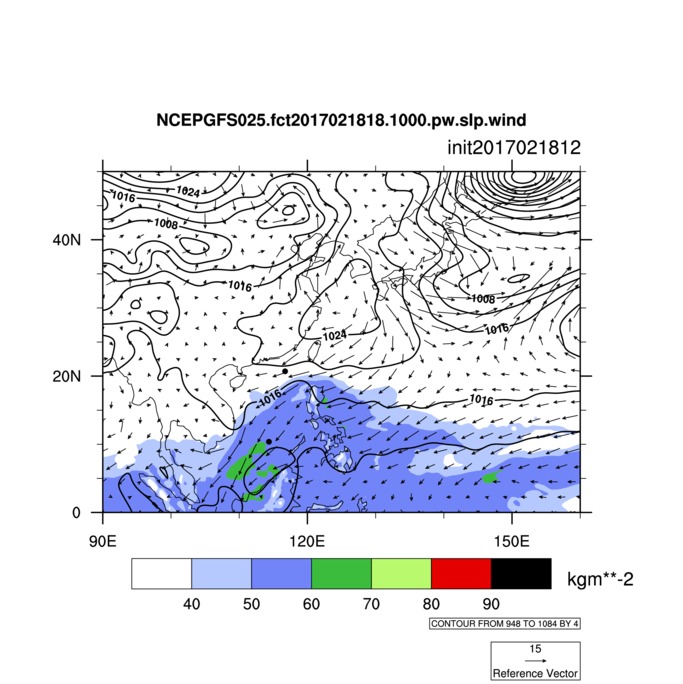 NCEPGFS025.fct2017021818.1000.pw.slp.wind
init2017021812
1016
1024
1008
40N
1016
1008
1024
1016
20N
1016
1016
0
90E
120E
150E
kgm**-2
40 50 60 70 80 90
CONTOUR FROM 948 TO 1084 BY 4
15
Reference Vector